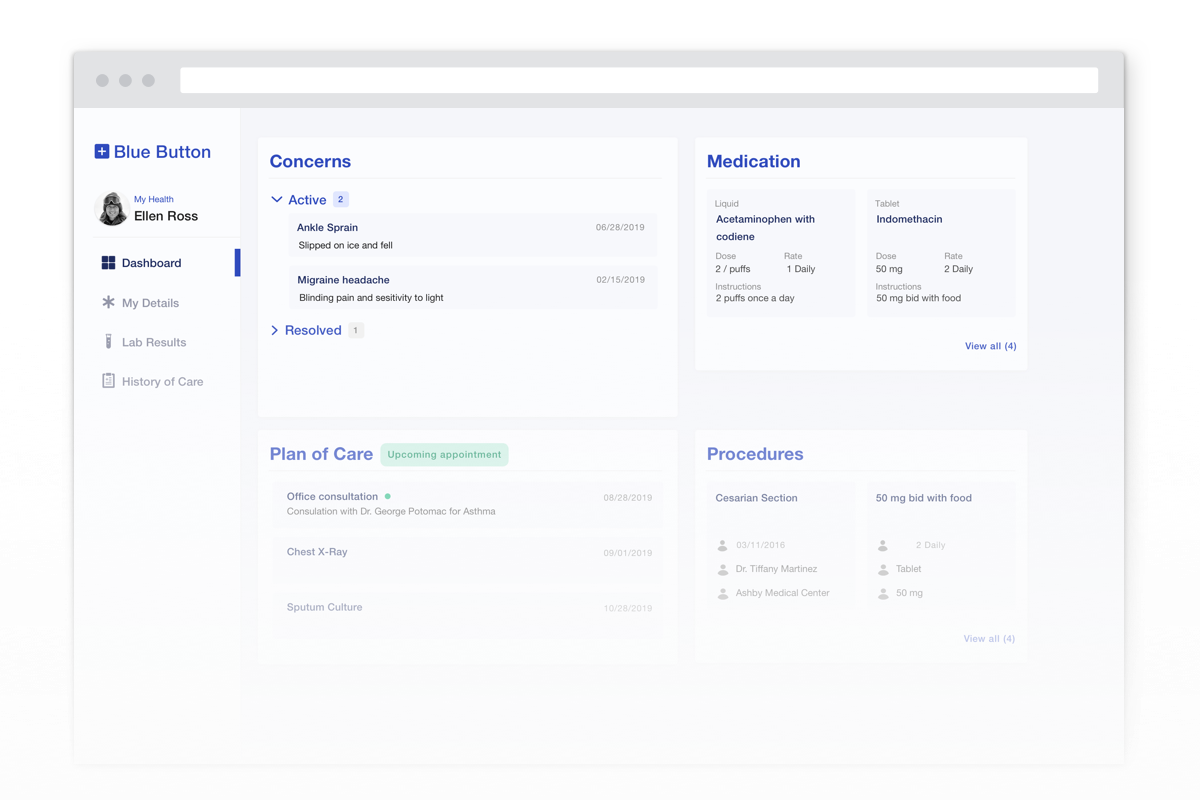 Blue Button
My Health
Ellen Ross
Dashboard
My Details
Lab Results
History of Care
Concerns
Active 2
Ankle Sprain 06/28/2019
Slipped on ice and fell
Migraine headache 02/15/2019
Blinding pain and sesitivity to light
Resolved 1
Medication
Liquid
Acetaminophen with
codiene
Dose Rate
2 / puffs 1 Daily
Instructions
2 puffs once a day
Tablet
Indomethacin
Dose Rate
50 mg 2 Daily
Instructions
50 mg bid with food
View all (4)
Plan of Care Upcoming appointment
Office consultation 08/28/2019
Consulation with Dr. George Potomac for Asthma
Chest X-Ray 09/01/2019
Sputum Culture 10/28/2019
Procedures
Cesarian Section
03/11/2016
Dr. Tiffany Martinez
Ashby Medical Center
50 mg bid with food
2 Daily
Tablet
50 mg
View all (4)